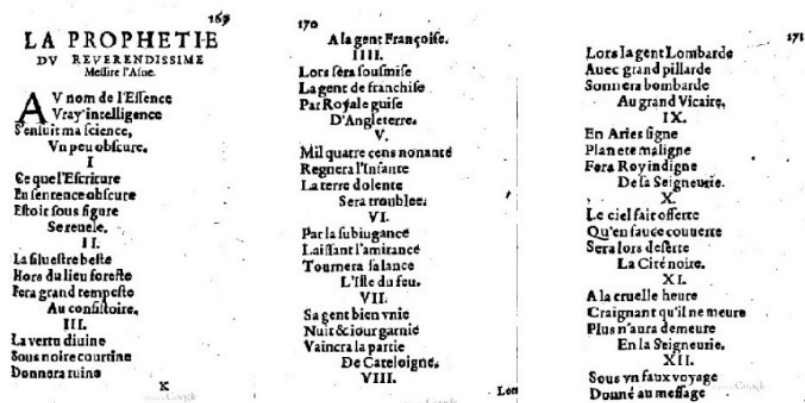 169
LA PROPHETIE
DV REVERENDISSIME
Meſſire l'Aſne.
AV nom de l'Eſſence
Vray' intelligence
S'enſuit ma ſcience,
Vn peu obſcure.
I
Ce que l'Eſcriture
En ſentence obſcure
Eſtoit ſous figure
Se reuele.
II.
La ſilueſtre beſte
Hors du lieu foreſte
Fera grand tempeſte
Au conſiſtoire.
III.
La vertu diuine
Sous noire courtine
Donnera ruine
K
170
A la gent Françoiſe.
IIII.
Lors ſera ſouſmiſe
La gent de franchiſe
Par Royale guiſe
D'Angleterre.
V.
Mil quatre cens nonante
Regnera l'Infante
La terre dolente
Sera troublee.
VI.
Par la ſubiugance
Laiſſant l'amirance
Tournera ſa lance
L'Iſle du feu.
VII.
Sa gent bien vnie
Nuit & iour garnie
Vaincra la partie
De Cateloigne.
VIII.
Lors
171
Lors la gent Lombarde
Auec grand pillarde
Sonnera bombarde
Au grand Vicaire.
IX.
En Aries ſigne
Planete maligne
Fera Roy indigne
De ſa Seigneurie.
X.
Le ciel fait offerte
Qu'en fauce couuerte
Sera lors deſerte
La Cité noire.
XI.
A la cruelle heure
Craignant qu'il ne meure
Plus n'aura demeure
En la Seigneurie.
XII.
Sous vn faux voyage
Donné au meſſage